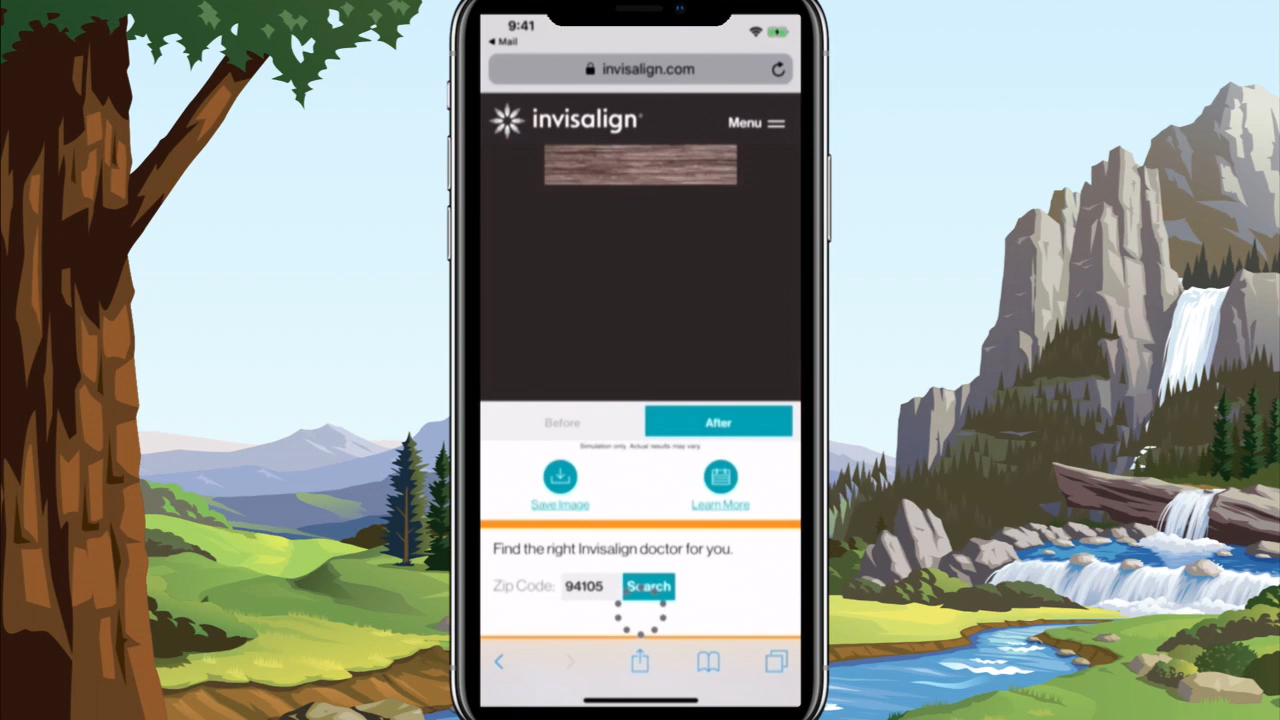 9:41
Mail
invisalign.com
invisalign
Menu
Before
After
Simulation only. Actual results may vary.
Save Image
Learn More
Find the right Invisalign doctor for you.
Zip Code: 94105 Search